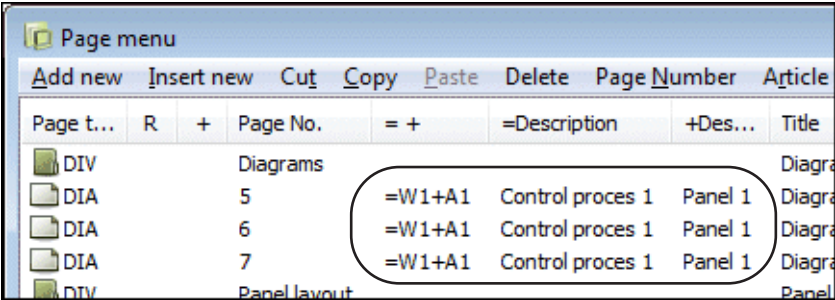 Page menu
Add new Insert new Cut Copy Paste Delete Page Number Article
Page t... R + Page No. = + =Description +Des... Title
DIV Diagrams Diagra
DIA 5 =W1+A1 Control proces 1 Panel 1 Diagra
DIA 6 =W1+A1 Control proces 1 Panel 1 Diagra
DIA 7 =W1+A1 Control proces 1 Panel 1 Diagra
DIV Panel layout Panel